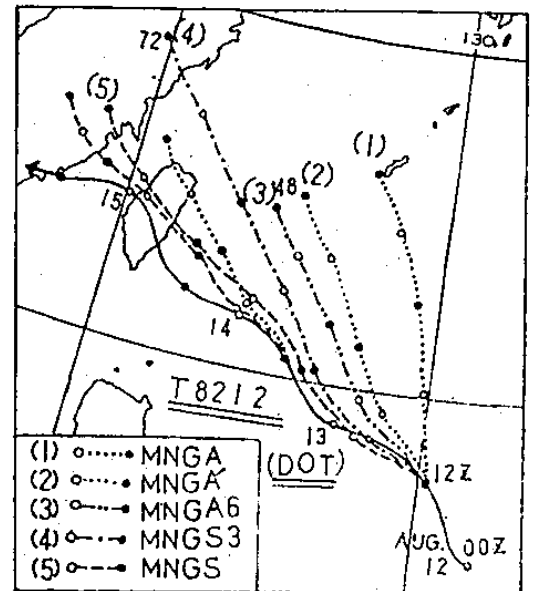 72 (4)
130
(5)
(1)
(3) 48 (2)
15
14
T8212
13
(DOT)
12Z
AUG. 00Z
12
(1) MNGA
(2) MNGA'
(3) MNGA6
(4) MNGS3
(5) MNGS